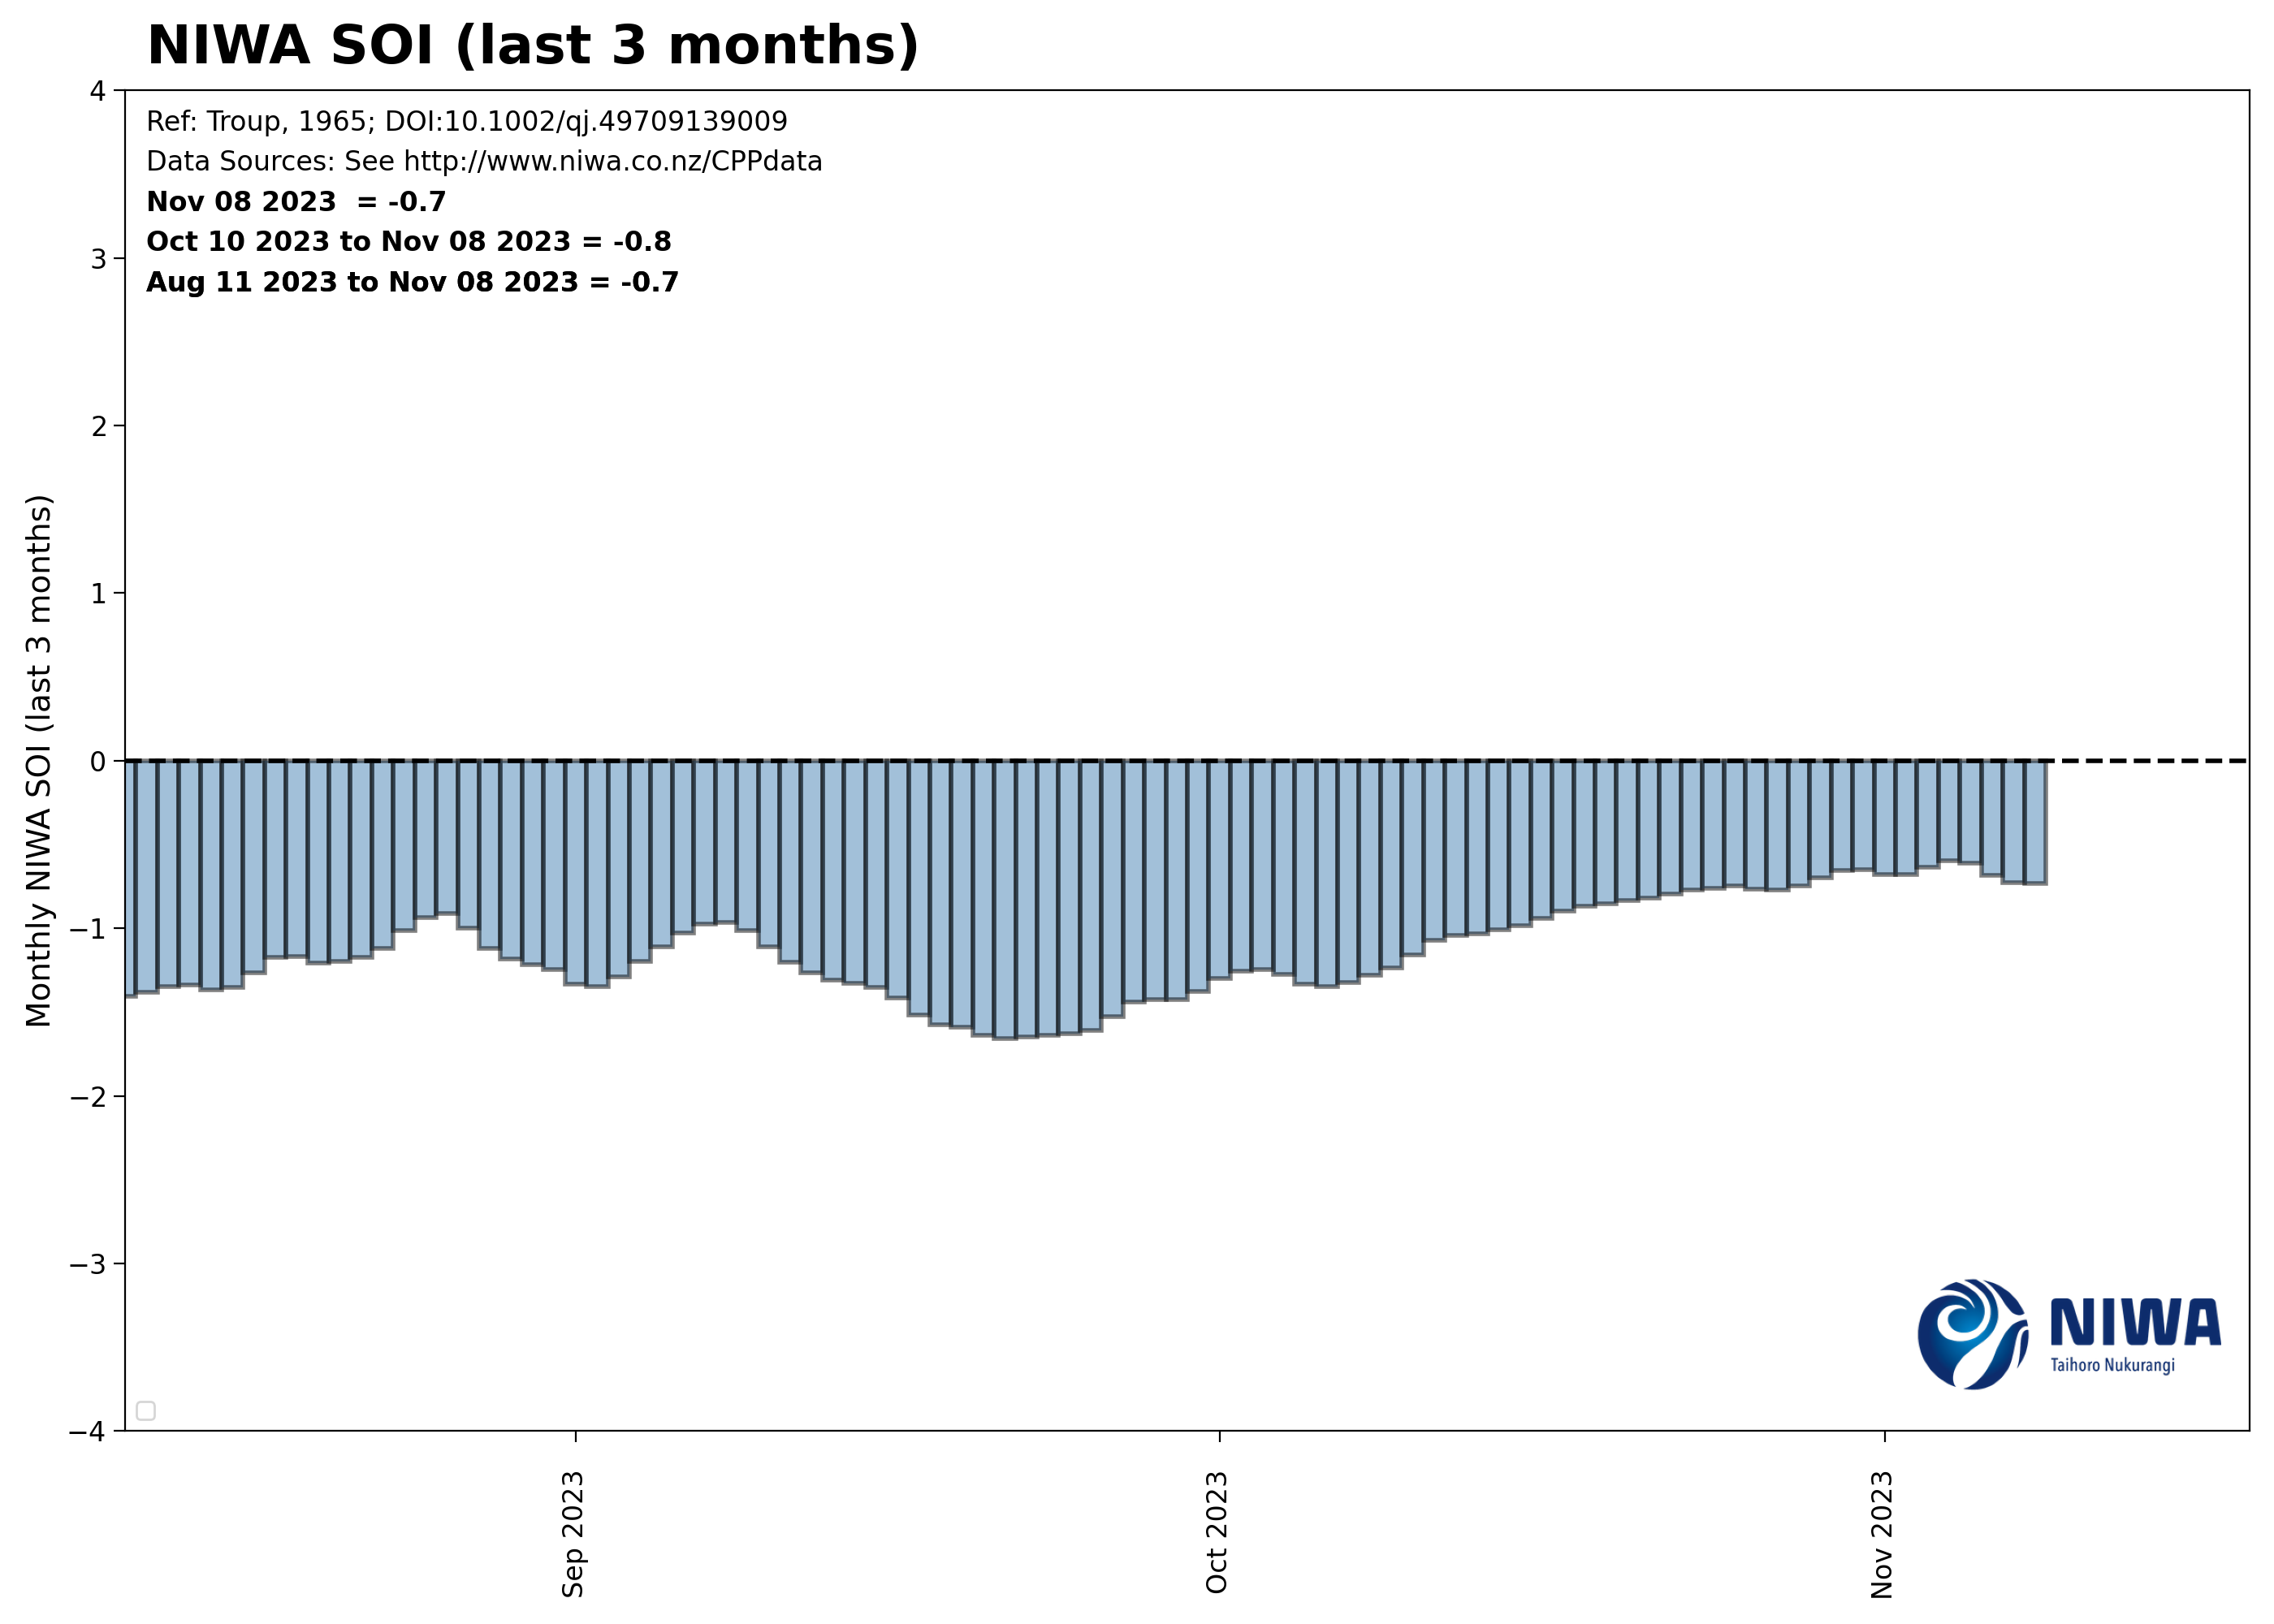 NIWA SOI (last 3 months)
Ref: Troup, 1965; DOI:10.1002/qj.49709139009
Data Sources: See http://www.niwa.co.nz/CPPdata
Nov 08 2023  = -0.7
Oct 10 2023 to Nov 08 2023 = -0.8
Aug 11 2023 to Nov 08 2023 = -0.7
Monthly NIWA SOI (last 3 months)
4
3
2
1
0
−1
−2
−3
−4
Sep 2023
Oct 2023
Nov 2023
NIWA
Taihoro Nukurangi